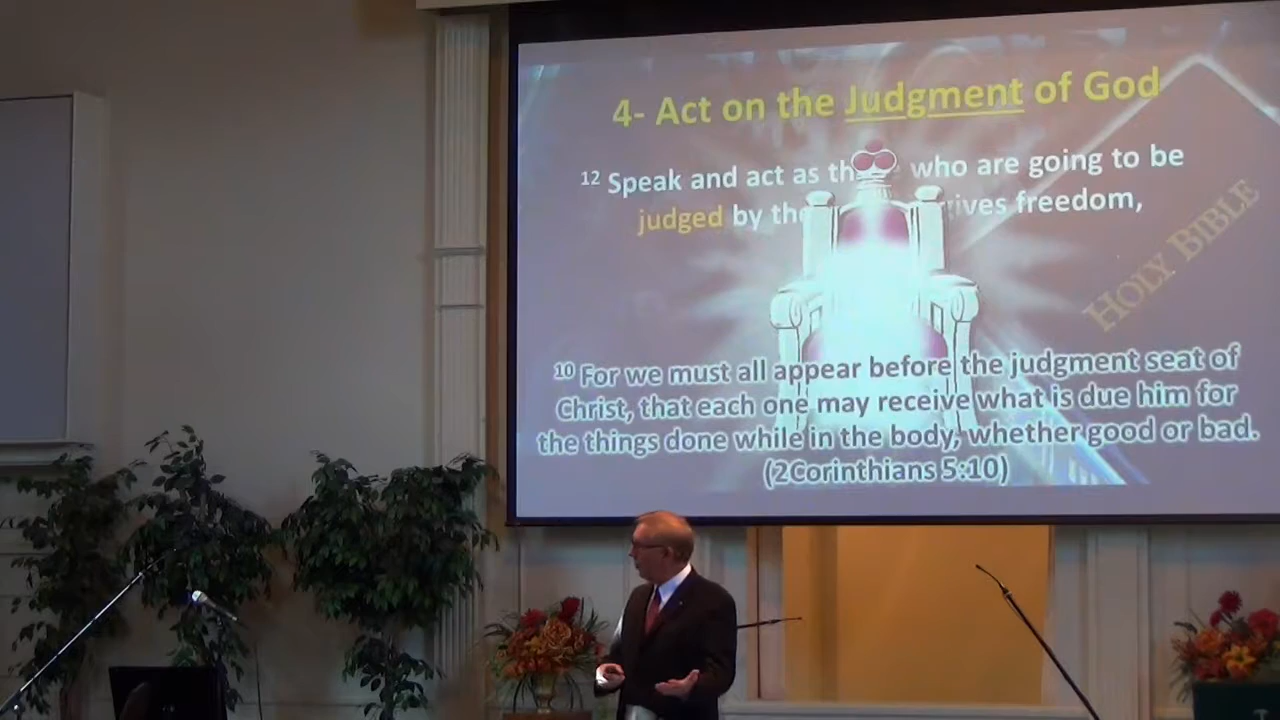 4- Act on the Judgment of God
12 Speak and act as who are going to be
judged by the freedom,
HOLY BIBLE
10 For we must all appear before the judgment seat of
Christ, that each one may receive what is due him for
the things done while in the body, whether good or bad.
(2Corinthians 5:10)